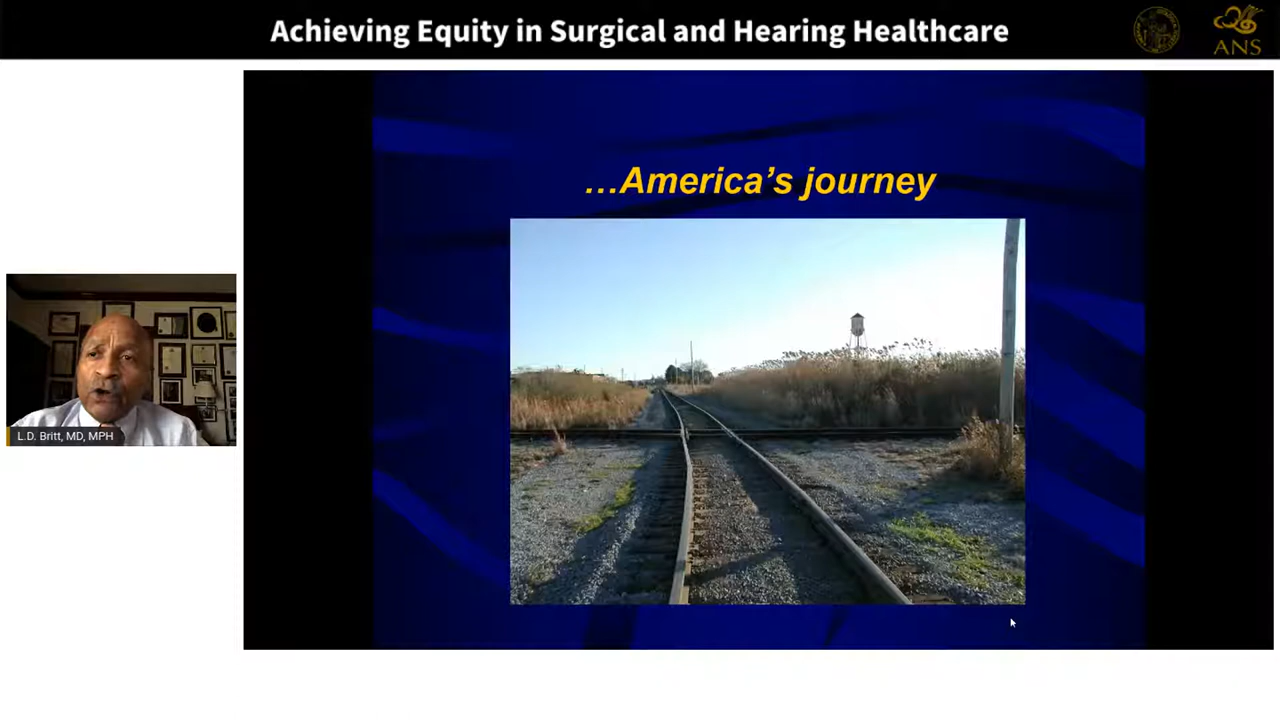 Achieving Equity in Surgical and Hearing Healthcare
ANS
…America’s journey
L.D. Britt, MD, MPH